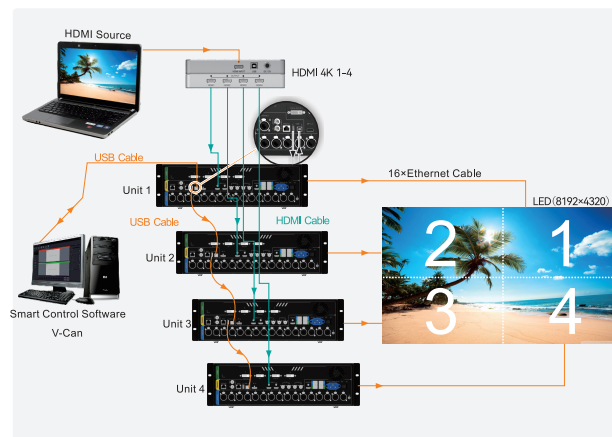 HDMI Source
HDMI 4K 1-4
USB Cable
Unit 1
16×Ethernet Cable
LED(8192×4320)
USB Cable
HDMI Cable
Unit 2
2
1
3
4
Smart Control Software
V-Can
Unit 3
Unit 4